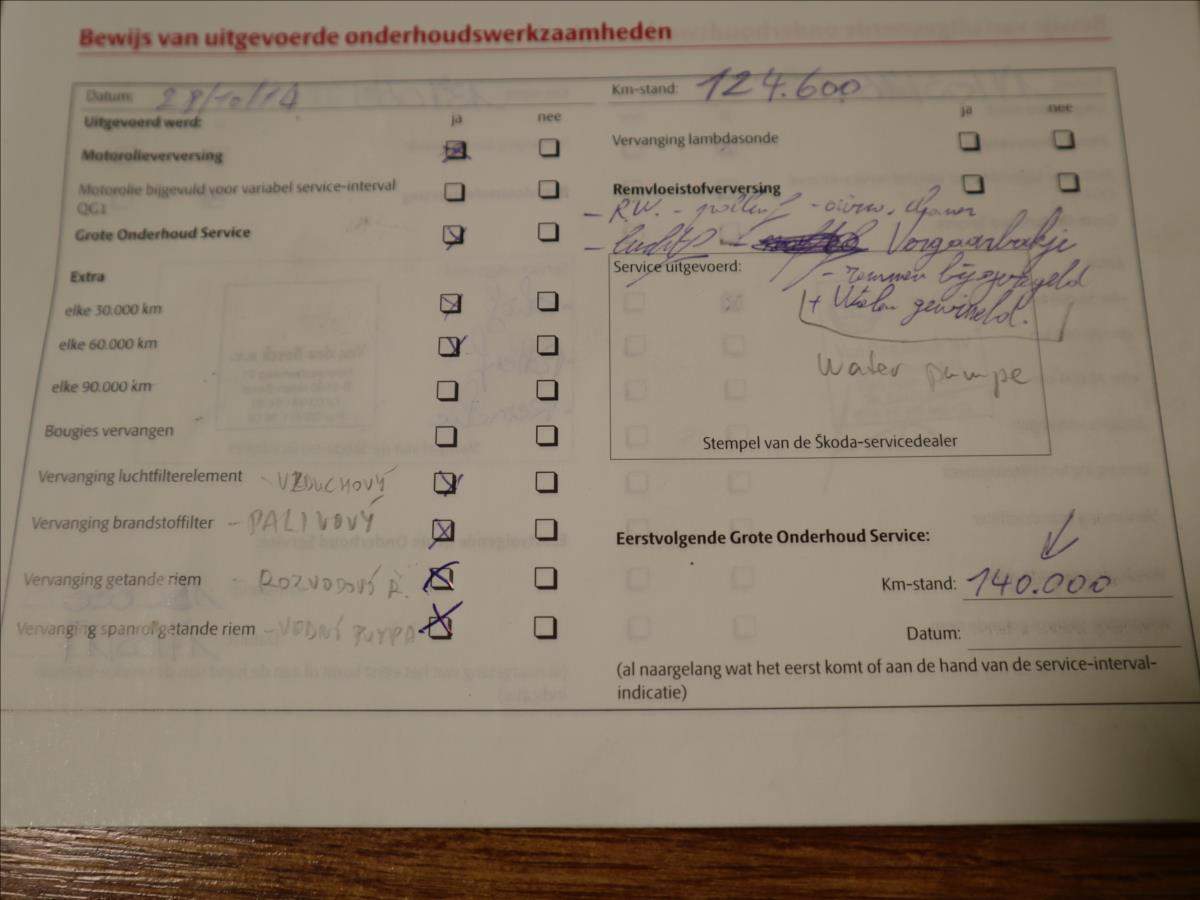 Bewijs van uitgevoerde onderhoudswerkzaamheden
Datum: 28/10/14
Km-stand: 124.600
Uitgevoerd werd:
ja nee
ja nee
Motorolieverversing
Vervanging lambdasonde
Motorolie bijgevuld voor variabel service-interval
QG1
Remvloeistofverversing
- R.W. -
Grote Onderhoud Service
Vorgaarbakje
Extra
Service uitgevoerd:
- remmen bijgeregeld
elke 30.000 km
+
elke 60.000 km
Water pumpe
elke 90.000 km
Bougies vervangen
Stempel van de Škoda-servicedealer
Vervanging luchtfilterelement - VZDUCHOVÝ
Vervanging brandstoffilter - PALIVOVÝ
Eerstvolgende Grote Onderhoud Service:
Vervanging getande riem - ROZVODOVÝ Ř.
Km-stand: 140.000
Vervanging spanrol getande riem - VODNÍ PUMPA
Datum:
(al naargelang wat het eerst komt of aan de hand van de service-interval-
indicatie)